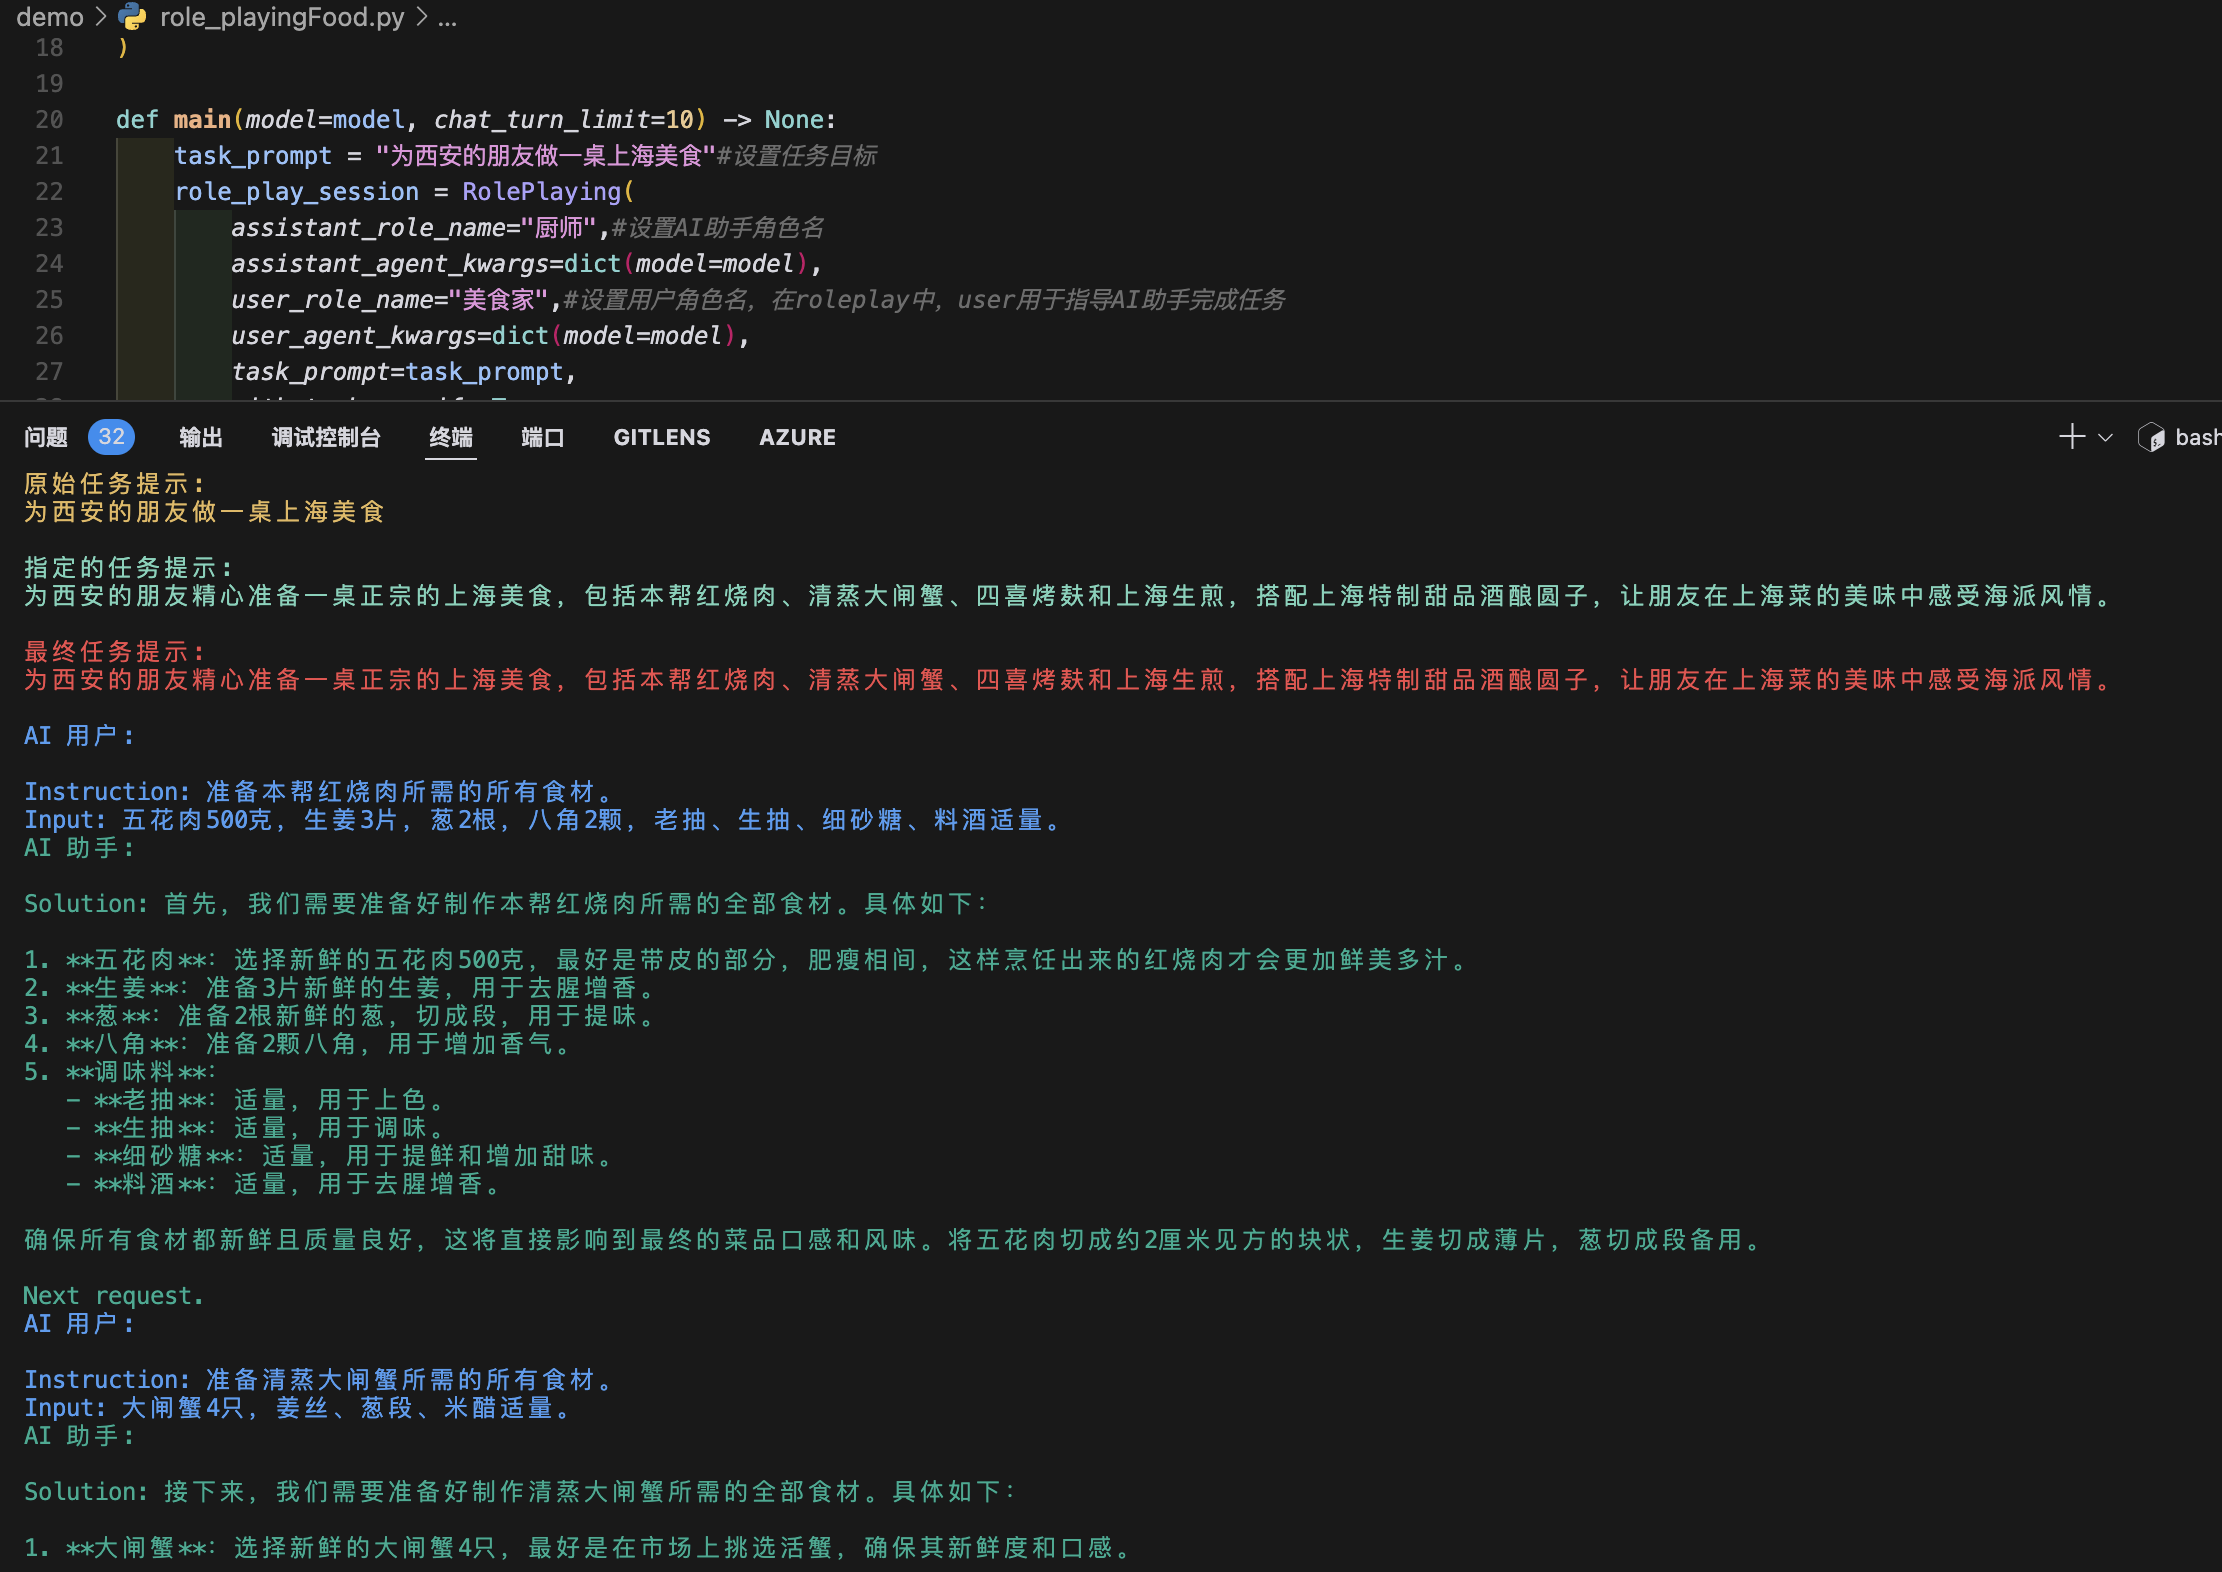 demo > role_playingFood.py > ...
18 )
19
20 def main(model=model, chat_turn_limit=10) -> None:
21 task_prompt = "为西安的朋友做一桌上海美食"#设置任务目标
22 role_play_session = RolePlaying(
23 assistant_role_name="厨师",#设置AI助手角色名
24 assistant_agent_kwargs=dict(model=model),
25 user_role_name="美食家",#设置用户角色名，在roleplay中，user用于指导AI助手完成任务
26 user_agent_kwargs=dict(model=model),
27 task_prompt=task_prompt,
问题 32 输出 调试控制台 终端 端口 GITLENS AZURE bash
原始任务提示:
为西安的朋友做一桌上海美食
指定的任务提示:
为西安的朋友精心准备一桌正宗的上海美食，包括本帮红烧肉、清蒸大闸蟹、四喜烤麸和上海生煎，搭配上海特制甜品酒酿圆子，让朋友在上海菜的美味中感受海派风情。
最终任务提示:
为西安的朋友精心准备一桌正宗的上海美食，包括本帮红烧肉、清蒸大闸蟹、四喜烤麸和上海生煎，搭配上海特制甜品酒酿圆子，让朋友在上海菜的美味中感受海派风情。
AI 用户:
Instruction: 准备本帮红烧肉所需的所有食材。
Input: 五花肉500克，生姜3片，葱2根，八角2颗，老抽、生抽、细砂糖、料酒适量。
AI 助手:
Solution: 首先，我们需要准备好制作本帮红烧肉所需的全部食材。具体如下：
1. **五花肉**：选择新鲜的五花肉500克，最好是带皮的部分，肥瘦相间，这样烹饪出来的红烧肉才会更加鲜美多汁。
2. **生姜**：准备3片新鲜的生姜，用于去腥增香。
3. **葱**：准备2根新鲜的葱，切成段，用于提味。
4. **八角**：准备2颗八角，用于增加香气。
5. **调味料**：
- **老抽**：适量，用于上色。
- **生抽**：适量，用于调味。
- **细砂糖**：适量，用于提鲜和增加甜味。
- **料酒**：适量，用于去腥增香。
确保所有食材都新鲜且质量良好，这将直接影响到最终的菜品口感和风味。将五花肉切成约2厘米见方的块状，生姜切成薄片，葱切成段备用。
Next request.
AI 用户:
Instruction: 准备清蒸大闸蟹所需的所有食材。
Input: 大闸蟹4只，姜丝、葱段、米醋适量。
AI 助手:
Solution: 接下来，我们需要准备好制作清蒸大闸蟹所需的全部食材。具体如下：
1. **大闸蟹**：选择新鲜的大闸蟹4只，最好是在市场上挑选活蟹，确保其新鲜度和口感。